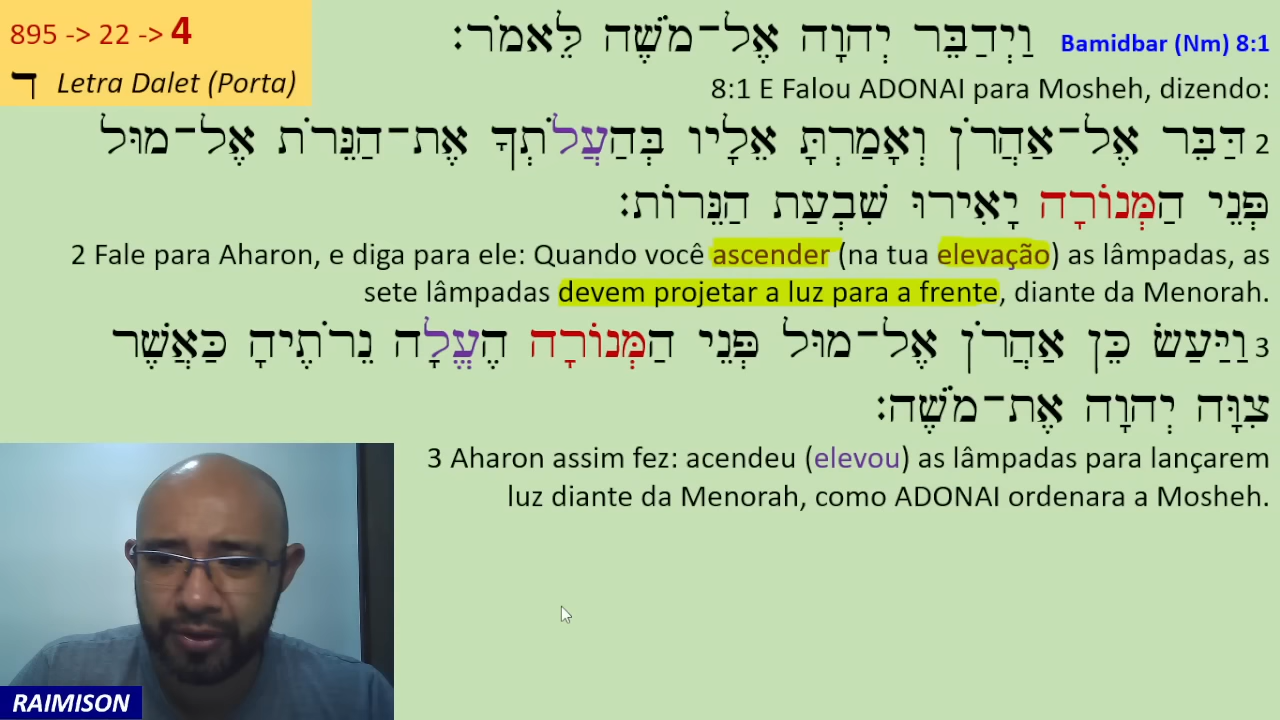 895 -> 22 -> 4
ד Letra Dalet (Porta)
וַיְדַבֵּר יְהוָה אֶל־מֹשֶׁה לֵּאמֹר׃ Bamidbar (Nm) 8:1
8:1 E Falou ADONAI para Mosheh, dizendo:
2 דַּבֵּר אֶל־אַהֲרֹן וְאָמַרְתָּ אֵלָיו בְּהַעֲלֹתְךָ אֶת־הַנֵּרֹת אֶל־מוּל
פְּנֵי הַמְּנוֹרָה יָאִירוּ שִׁבְעַת הַנֵּרוֹת׃
2 Fale para Aharon, e diga para ele: Quando você ascender (na tua elevação) as lâmpadas, as
sete lâmpadas devem projetar a luz para a frente, diante da Menorah.
3 וַיַּעַשׂ כֵּן אַהֲרֹן אֶל־מוּל פְּנֵי הַמְּנוֹרָה הֶעֱלָה נֵרֹתֶיהָ כַּאֲשֶׁר
צִוָּה יְהוָה אֶת־מֹשֶׁה׃
3 Aharon assim fez: acendeu (elevou) as lâmpadas para lançarem
luz diante da Menorah, como ADONAI ordenara a Mosheh.
RAIMISON